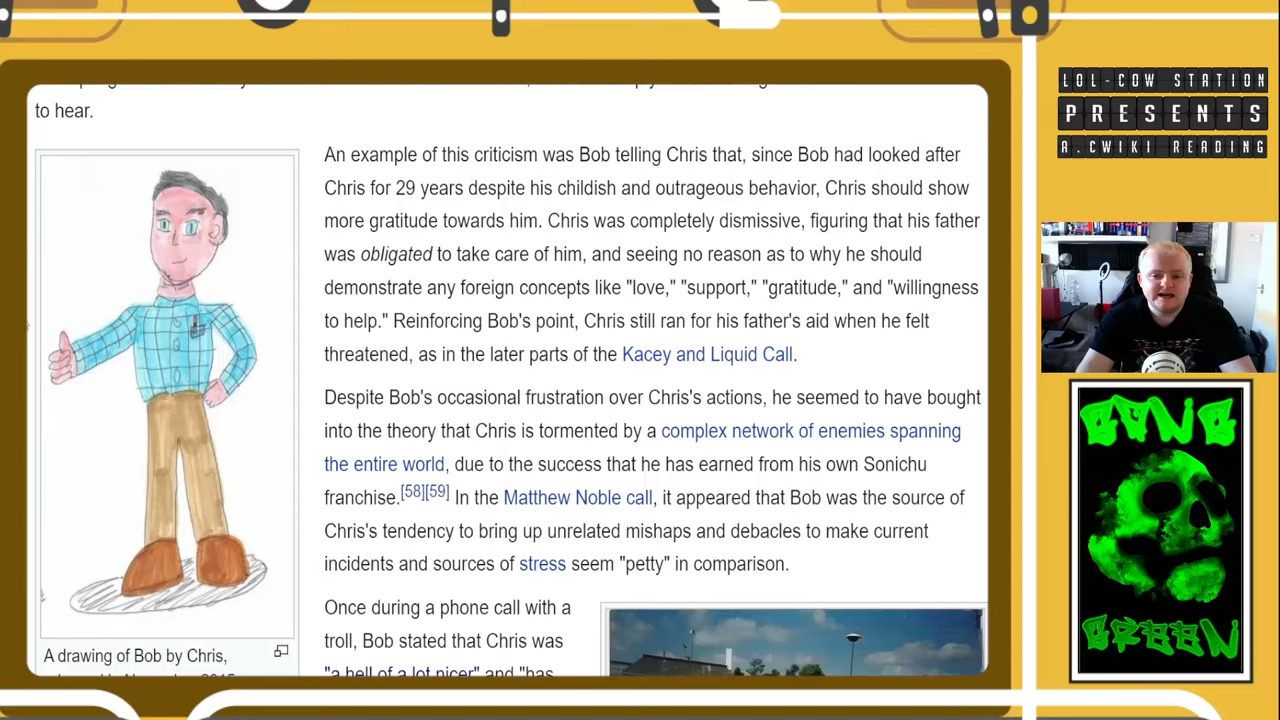 to hear.
An example of this criticism was Bob telling Chris that, since Bob had looked after
Chris for 29 years despite his childish and outrageous behavior, Chris should show
more gratitude towards him. Chris was completely dismissive, figuring that his father
was obligated to take care of him, and seeing no reason as to why he should
demonstrate any foreign concepts like "love," "support," "gratitude," and "willingness
to help." Reinforcing Bob's point, Chris still ran for his father's aid when he felt
threatened, as in the later parts of the Kacey and Liquid Call.
Despite Bob's occasional frustration over Chris's actions, he seemed to have bought
into the theory that Chris is tormented by a complex network of enemies spanning
the entire world, due to the success that he has earned from his own Sonichu
franchise.[58][59] In the Matthew Noble call, it appeared that Bob was the source of
Chris's tendency to bring up unrelated mishaps and debacles to make current
incidents and sources of stress seem "petty" in comparison.
Once during a phone call with a
troll, Bob stated that Chris was
"a hell of a lot nicer" and "has
A drawing of Bob by Chris,
LOL-COW STATION
PRESENTS
A.CWIKI READING
GANG
GREEN